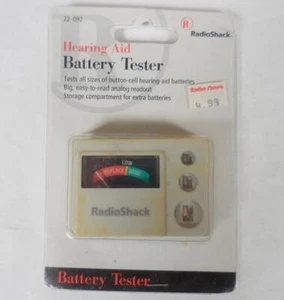 22-092
RadioShack
Hearing Aid
Battery Tester
Tests all sizes of button-cell hearing aid batteries
Big, easy-to-read analog readout
Storage compartment for extra batteries
Radio Shack
4.99
LOW
REPLACE GOOD
RadioShack
Battery Tester